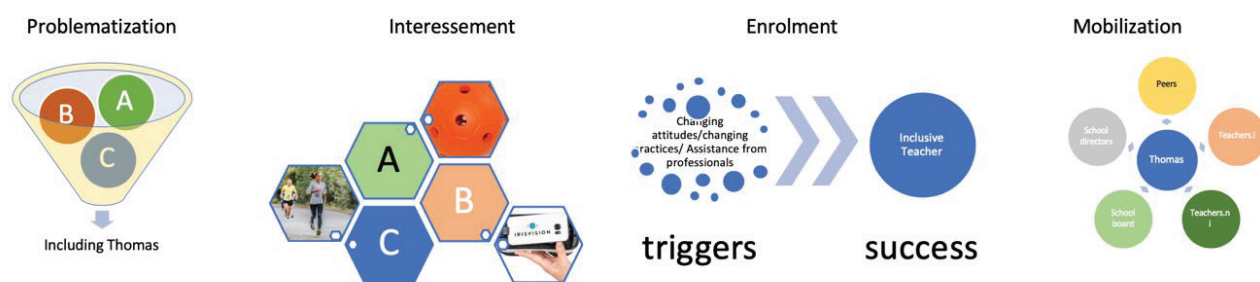 Problematization
Interessement
Enrolment
Mobilization
B
A
C
Including Thomas
A
B
C
IRISVISION
Changing
attitudes/changing
ractices/ Assistance from
professionals
triggers
Inclusive
Teacher
success
Peers
School
directors
Teachers.i
Thomas
School
board
Teachers.n
i